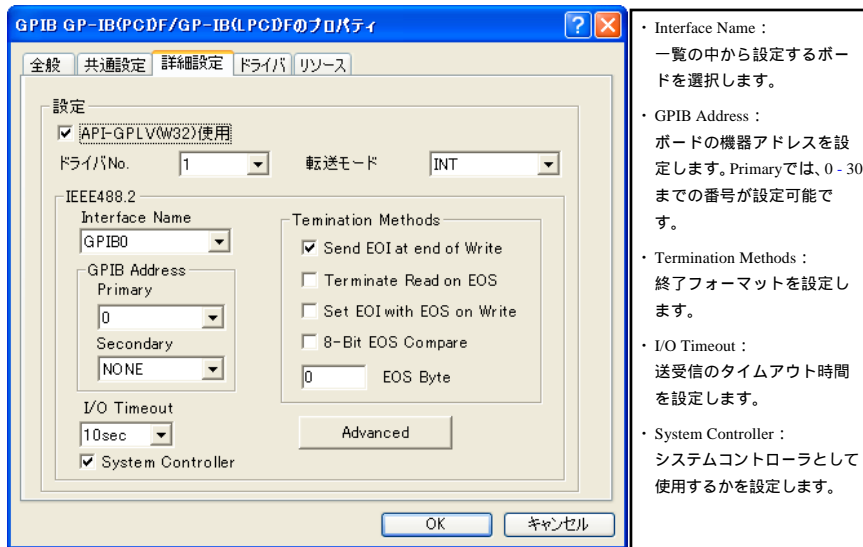 GPIB GP-IB(PCI)F/GP-IB(LPCI)Fのプロパティ
全般 共通設定 詳細設定 ドライバ リソース
設定
API-GPLV(W32)使用
ドライバNo. 1 転送モード INT
IEEE488.2
Interface Name
GPIB0
GPIB Address
Primary
0
Secondary
NONE
I/O Timeout
10sec
System Controller
Temination Methods
Send EOI at end of Write
Terminate Read on EOS
Set EOI with EOS on Write
8-Bit EOS Compare
0 EOS Byte
Advanced
OK キャンセル
・ Interface Name：
一覧の中から設定するボー
ドを選択します。
・ GPIB Address：
ボードの機器アドレスを設
定します。Primaryでは、0 - 30
までの番号が設定可能で
す。
・ Termination Methods：
終了フォーマットを設定し
ます。
・ I/O Timeout：
送受信のタイムアウト時間
を設定します。
・ System Controller：
システムコントローラとして
使用するかを設定します。